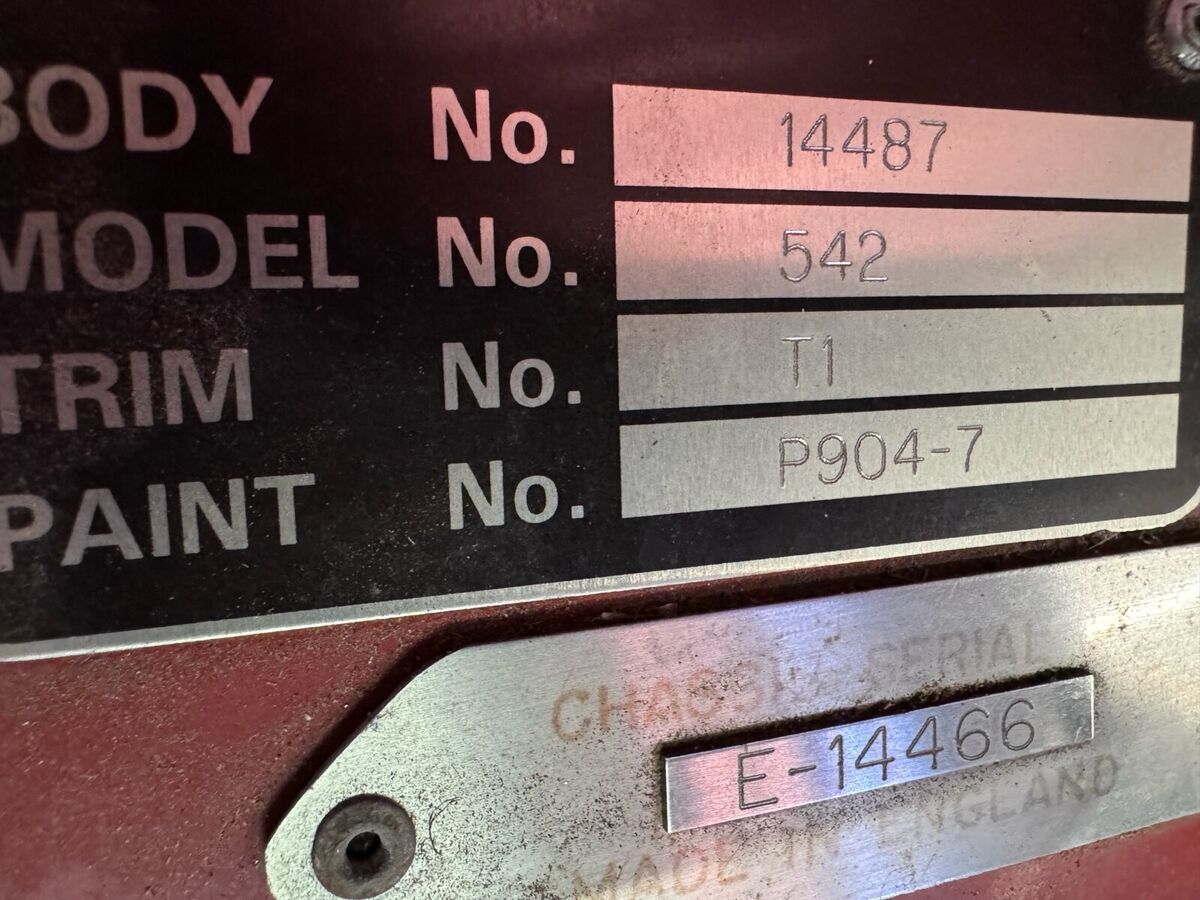 BODY No. 14487
MODEL No. 542
TRIM No. T1
PAINT No. P904-7
CHASSIS SERIAL
E-14466
MADE IN ENGLAND